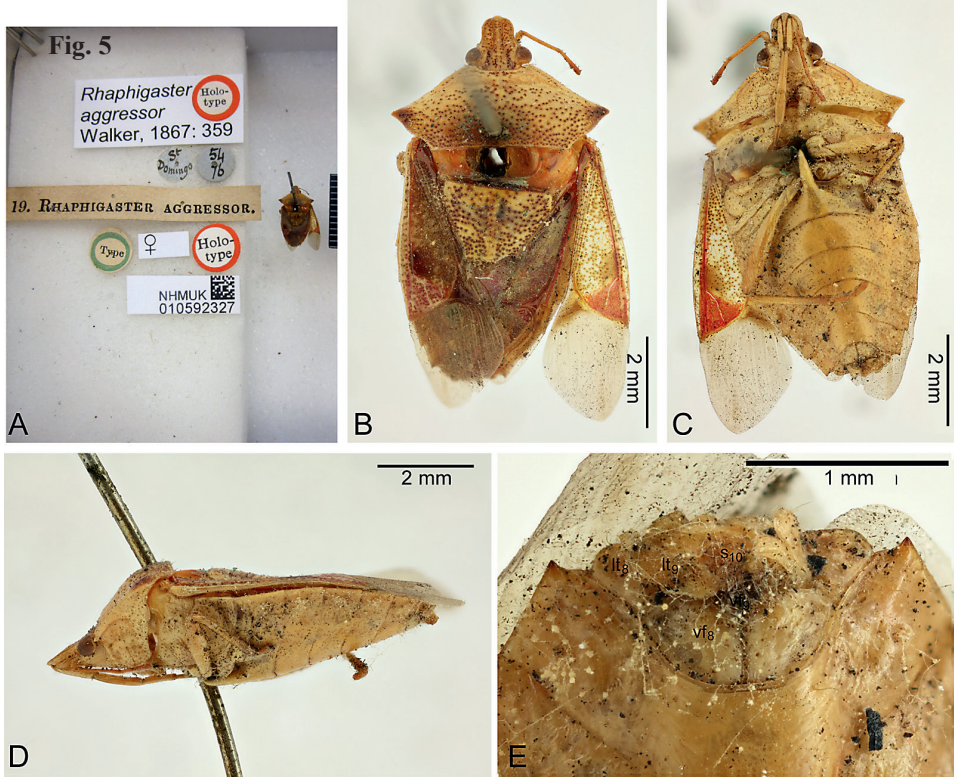 Fig. 5
Rhaphigaster
aggressor
Walker, 1867: 359
Holo-
type
St
Domingo
54
76
19. RHAPHIGASTER AGGRESSOR.
Type
♀
Holo-
type
NHMUK
010592327
A
B
2 mm
C
2 mm
D
2 mm
E
1 mm
lt8
lt9
s10
vf8